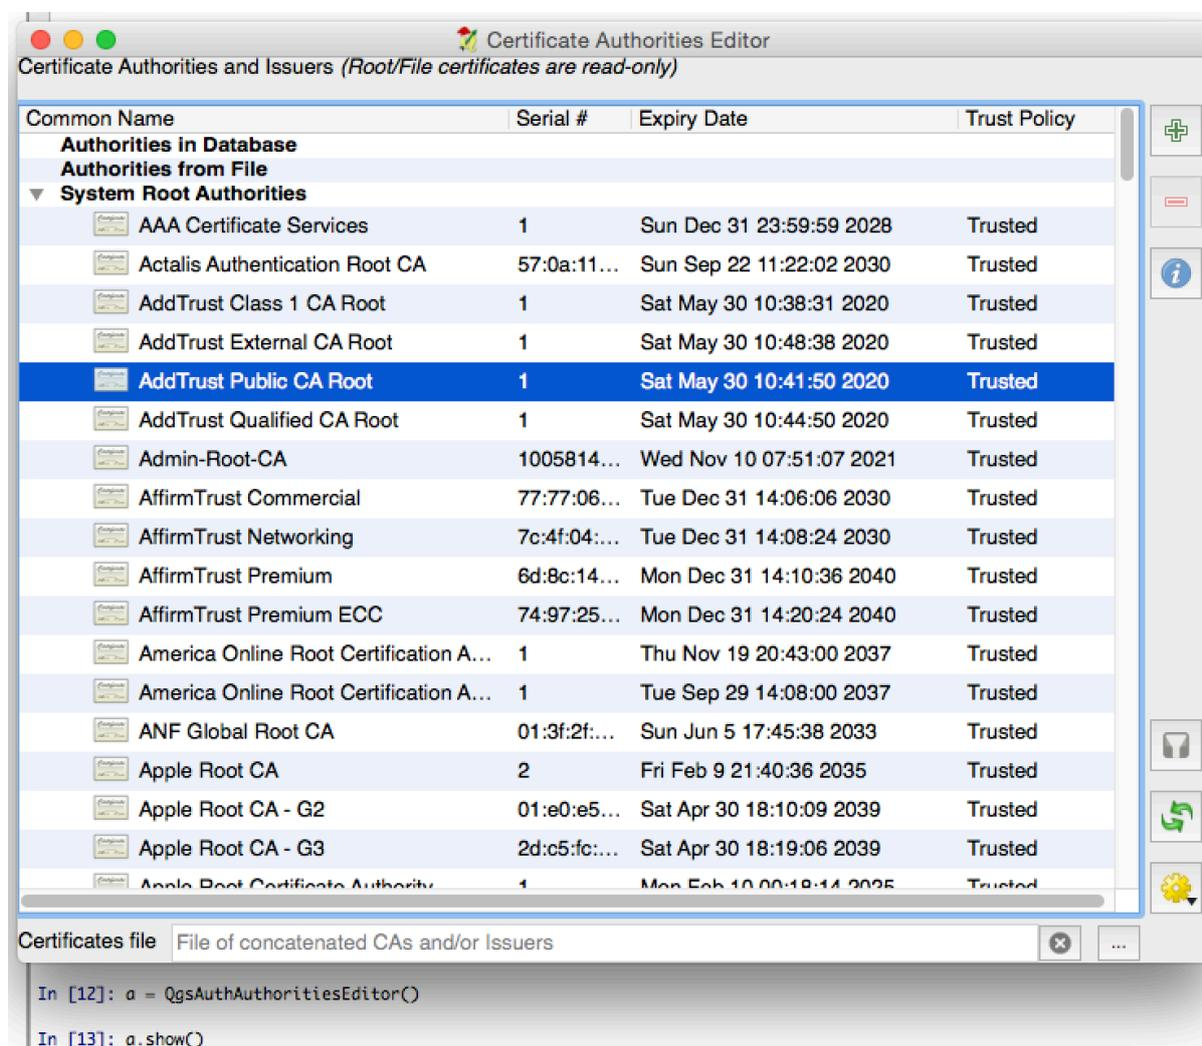 Certificate Authorities Editor
Certificate Authorities and Issuers (Root/File certificates are read-only)
Common Name Serial # Expiry Date Trust Policy
Authorities in Database
Authorities from File
System Root Authorities
AAA Certificate Services 1 Sun Dec 31 23:59:59 2028 Trusted
Actalis Authentication Root CA 57:0a:11... Sun Sep 22 11:22:02 2030 Trusted
AddTrust Class 1 CA Root 1 Sat May 30 10:38:31 2020 Trusted
AddTrust External CA Root 1 Sat May 30 10:48:38 2020 Trusted
AddTrust Public CA Root 1 Sat May 30 10:41:50 2020 Trusted
AddTrust Qualified CA Root 1 Sat May 30 10:44:50 2020 Trusted
Admin-Root-CA 1005814... Wed Nov 10 07:51:07 2021 Trusted
AffirmTrust Commercial 77:77:06... Tue Dec 31 14:06:06 2030 Trusted
AffirmTrust Networking 7c:4f:04:... Tue Dec 31 14:08:24 2030 Trusted
AffirmTrust Premium 6d:8c:14... Mon Dec 31 14:10:36 2040 Trusted
AffirmTrust Premium ECC 74:97:25... Mon Dec 31 14:20:24 2040 Trusted
America Online Root Certification A... 1 Thu Nov 19 20:43:00 2037 Trusted
America Online Root Certification A... 1 Tue Sep 29 14:08:00 2037 Trusted
ANF Global Root CA 01:3f:2f:... Sun Jun 5 17:45:38 2033 Trusted
Apple Root CA 2 Fri Feb 9 21:40:36 2035 Trusted
Apple Root CA - G2 01:e0:e5... Sat Apr 30 18:10:09 2039 Trusted
Apple Root CA - G3 2d:c5:fc:... Sat Apr 30 18:19:06 2039 Trusted
Apple Root Certificate Authority 1 Mon Feb 10 00:18:14 2025 Trusted
Certificates file File of concatenated CAs and/or Issuers ...
In [12]: a = QgsAuthAuthoritiesEditor()
In [13]: a.show()